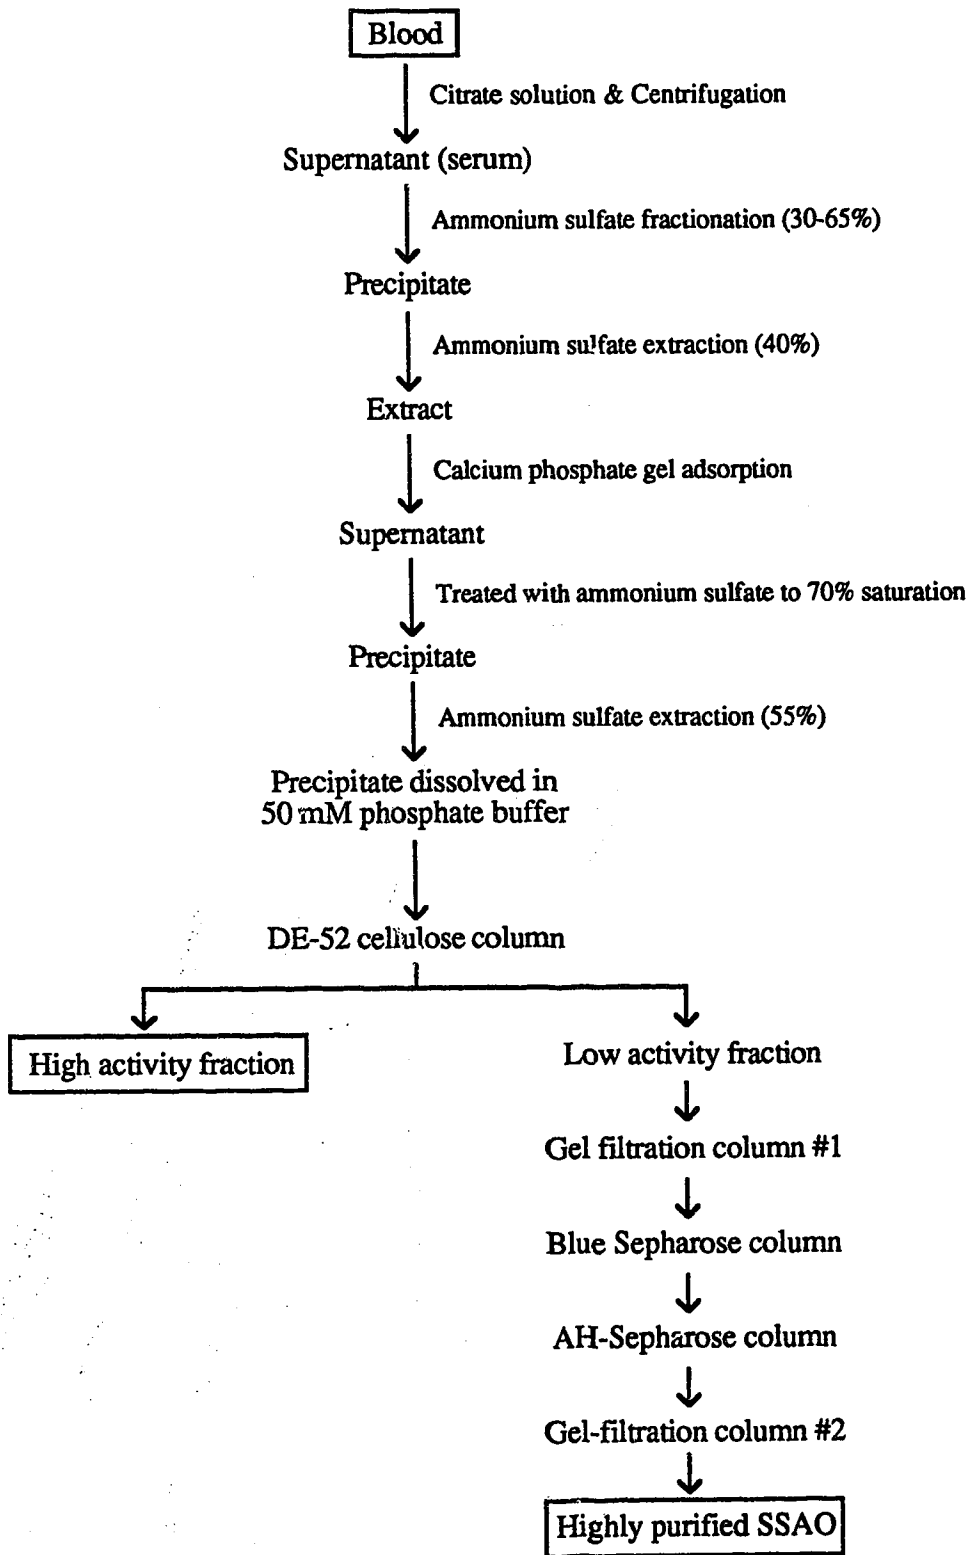 Blood
Citrate solution & Centrifugation
Supernatant (serum)
Ammonium sulfate fractionation (30-65%)
Precipitate
Ammonium sulfate extraction (40%)
Extract
Calcium phosphate gel adsorption
Supernatant
Treated with ammonium sulfate to 70% saturation
Precipitate
Ammonium sulfate extraction (55%)
Precipitate dissolved in
50 mM phosphate buffer
DE-52 cellulose column
High activity fraction
Low activity fraction
Gel filtration column #1
Blue Sepharose column
AH-Sepharose column
Gel-filtration column #2
Highly purified SSAO